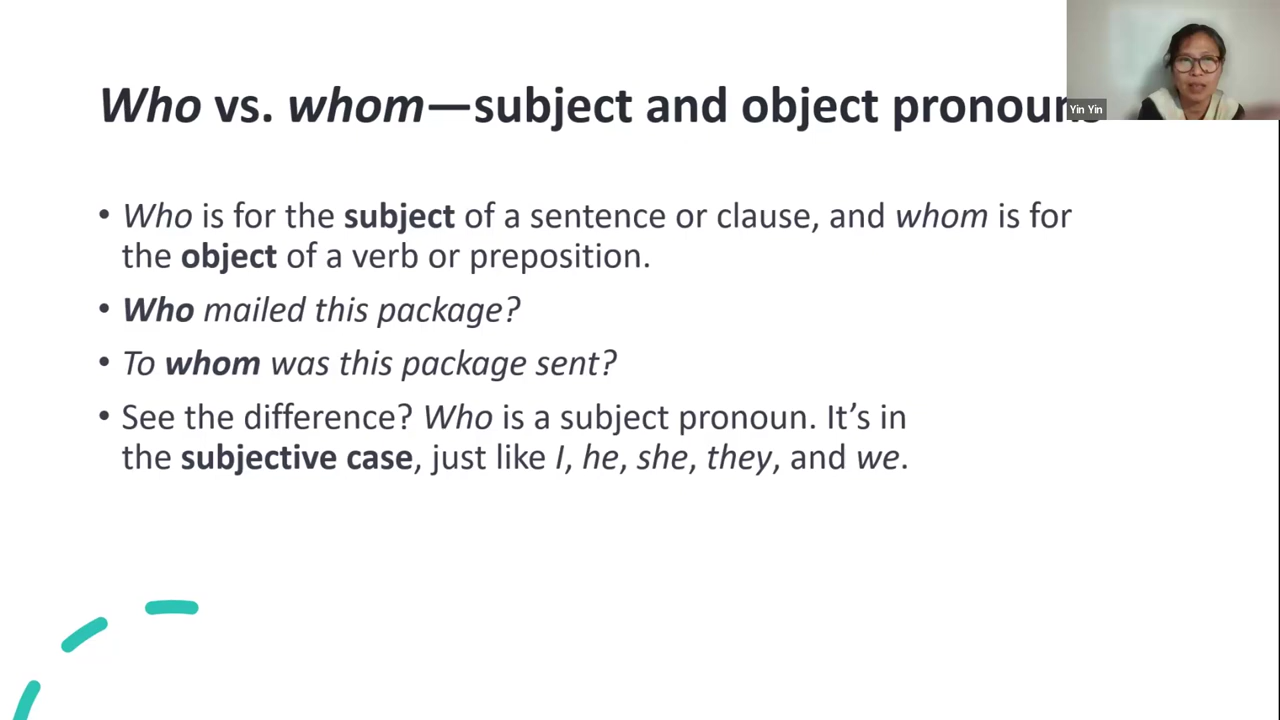 Who vs. whom—subject and object pronouns
Yin Yin
• Who is for the subject of a sentence or clause, and whom is for
the object of a verb or preposition.
• Who mailed this package?
• To whom was this package sent?
• See the difference? Who is a subject pronoun. It’s in
the subjective case, just like I, he, she, they, and we.